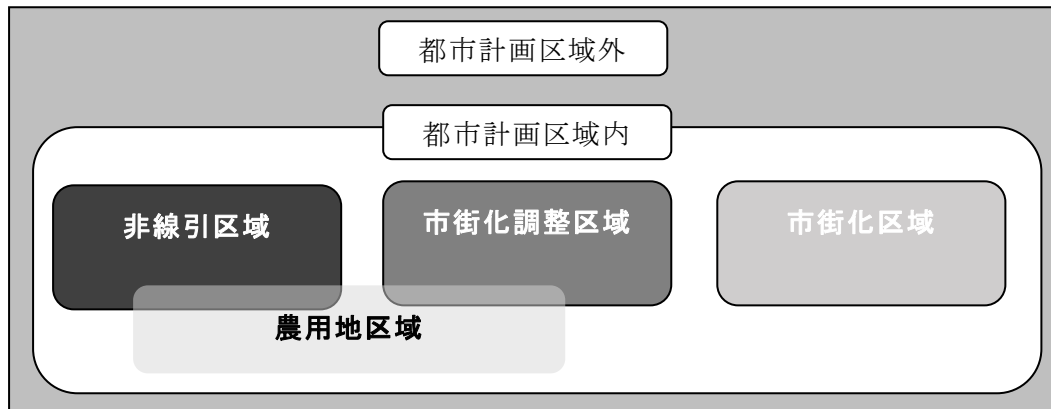 都市計画区域外
都市計画区域内
非線引区域
市街化調整区域
市街化区域
農用地区域